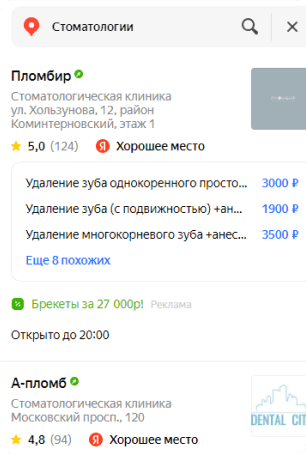 Стоматологии
Пломбир
Стоматологическая клиника
ул. Хользунова, 12, район
Коминтерновский, этаж 1
5,0 (124) Я Хорошее место
Удаление зуба однокоренного просто... 3000 ₽
Удаление зуба (с подвижностью) +ан... 1900 ₽
Удаление многокорневого зуба +анес... 3500 ₽
Еще 8 похожих
% Брекеты за 27 000р! Реклама
Открыто до 20:00
А-пломб
Стоматологическая клиника
Московский просп., 120
DENTAL CIT
4,8 (94) Я Хорошее место